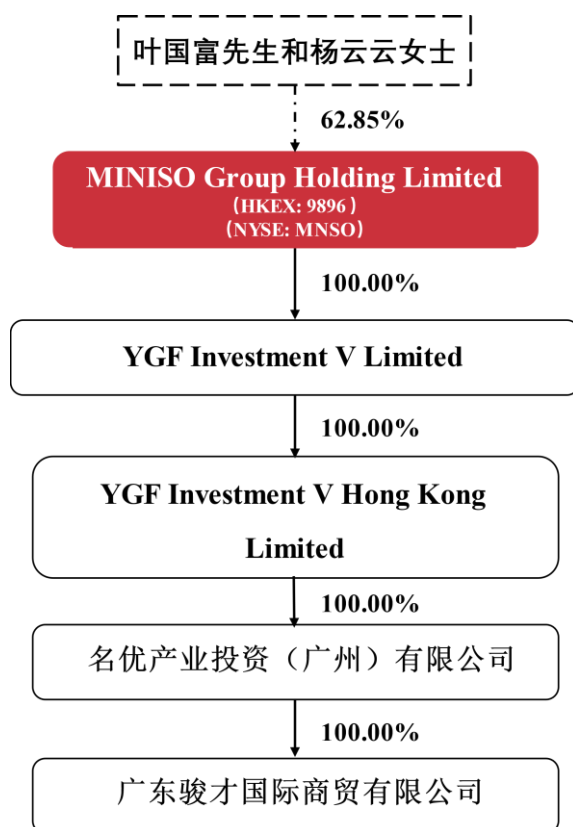 叶国富先生和杨云云女士
62.85%
MINISO Group Holding Limited
(HKEX: 9896)
(NYSE: MNSO)
100.00%
YGF Investment V Limited
100.00%
YGF Investment V Hong Kong
Limited
100.00%
名优产业投资（广州）有限公司
100.00%
广东骏才国际商贸有限公司